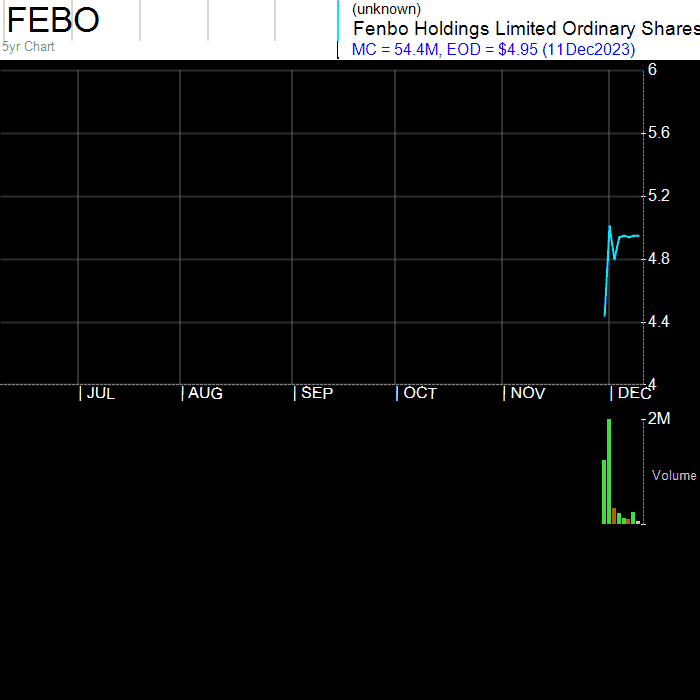 FEBO
5yr Chart
(unknown)
Fenbo Holdings Limited Ordinary Shares
MC = 54.4M, EOD = $4.95 (11Dec2023)
6
5.6
5.2
4.8
4.4
4
| JUL | AUG | SEP | OCT | NOV | DEC
2M
Volume